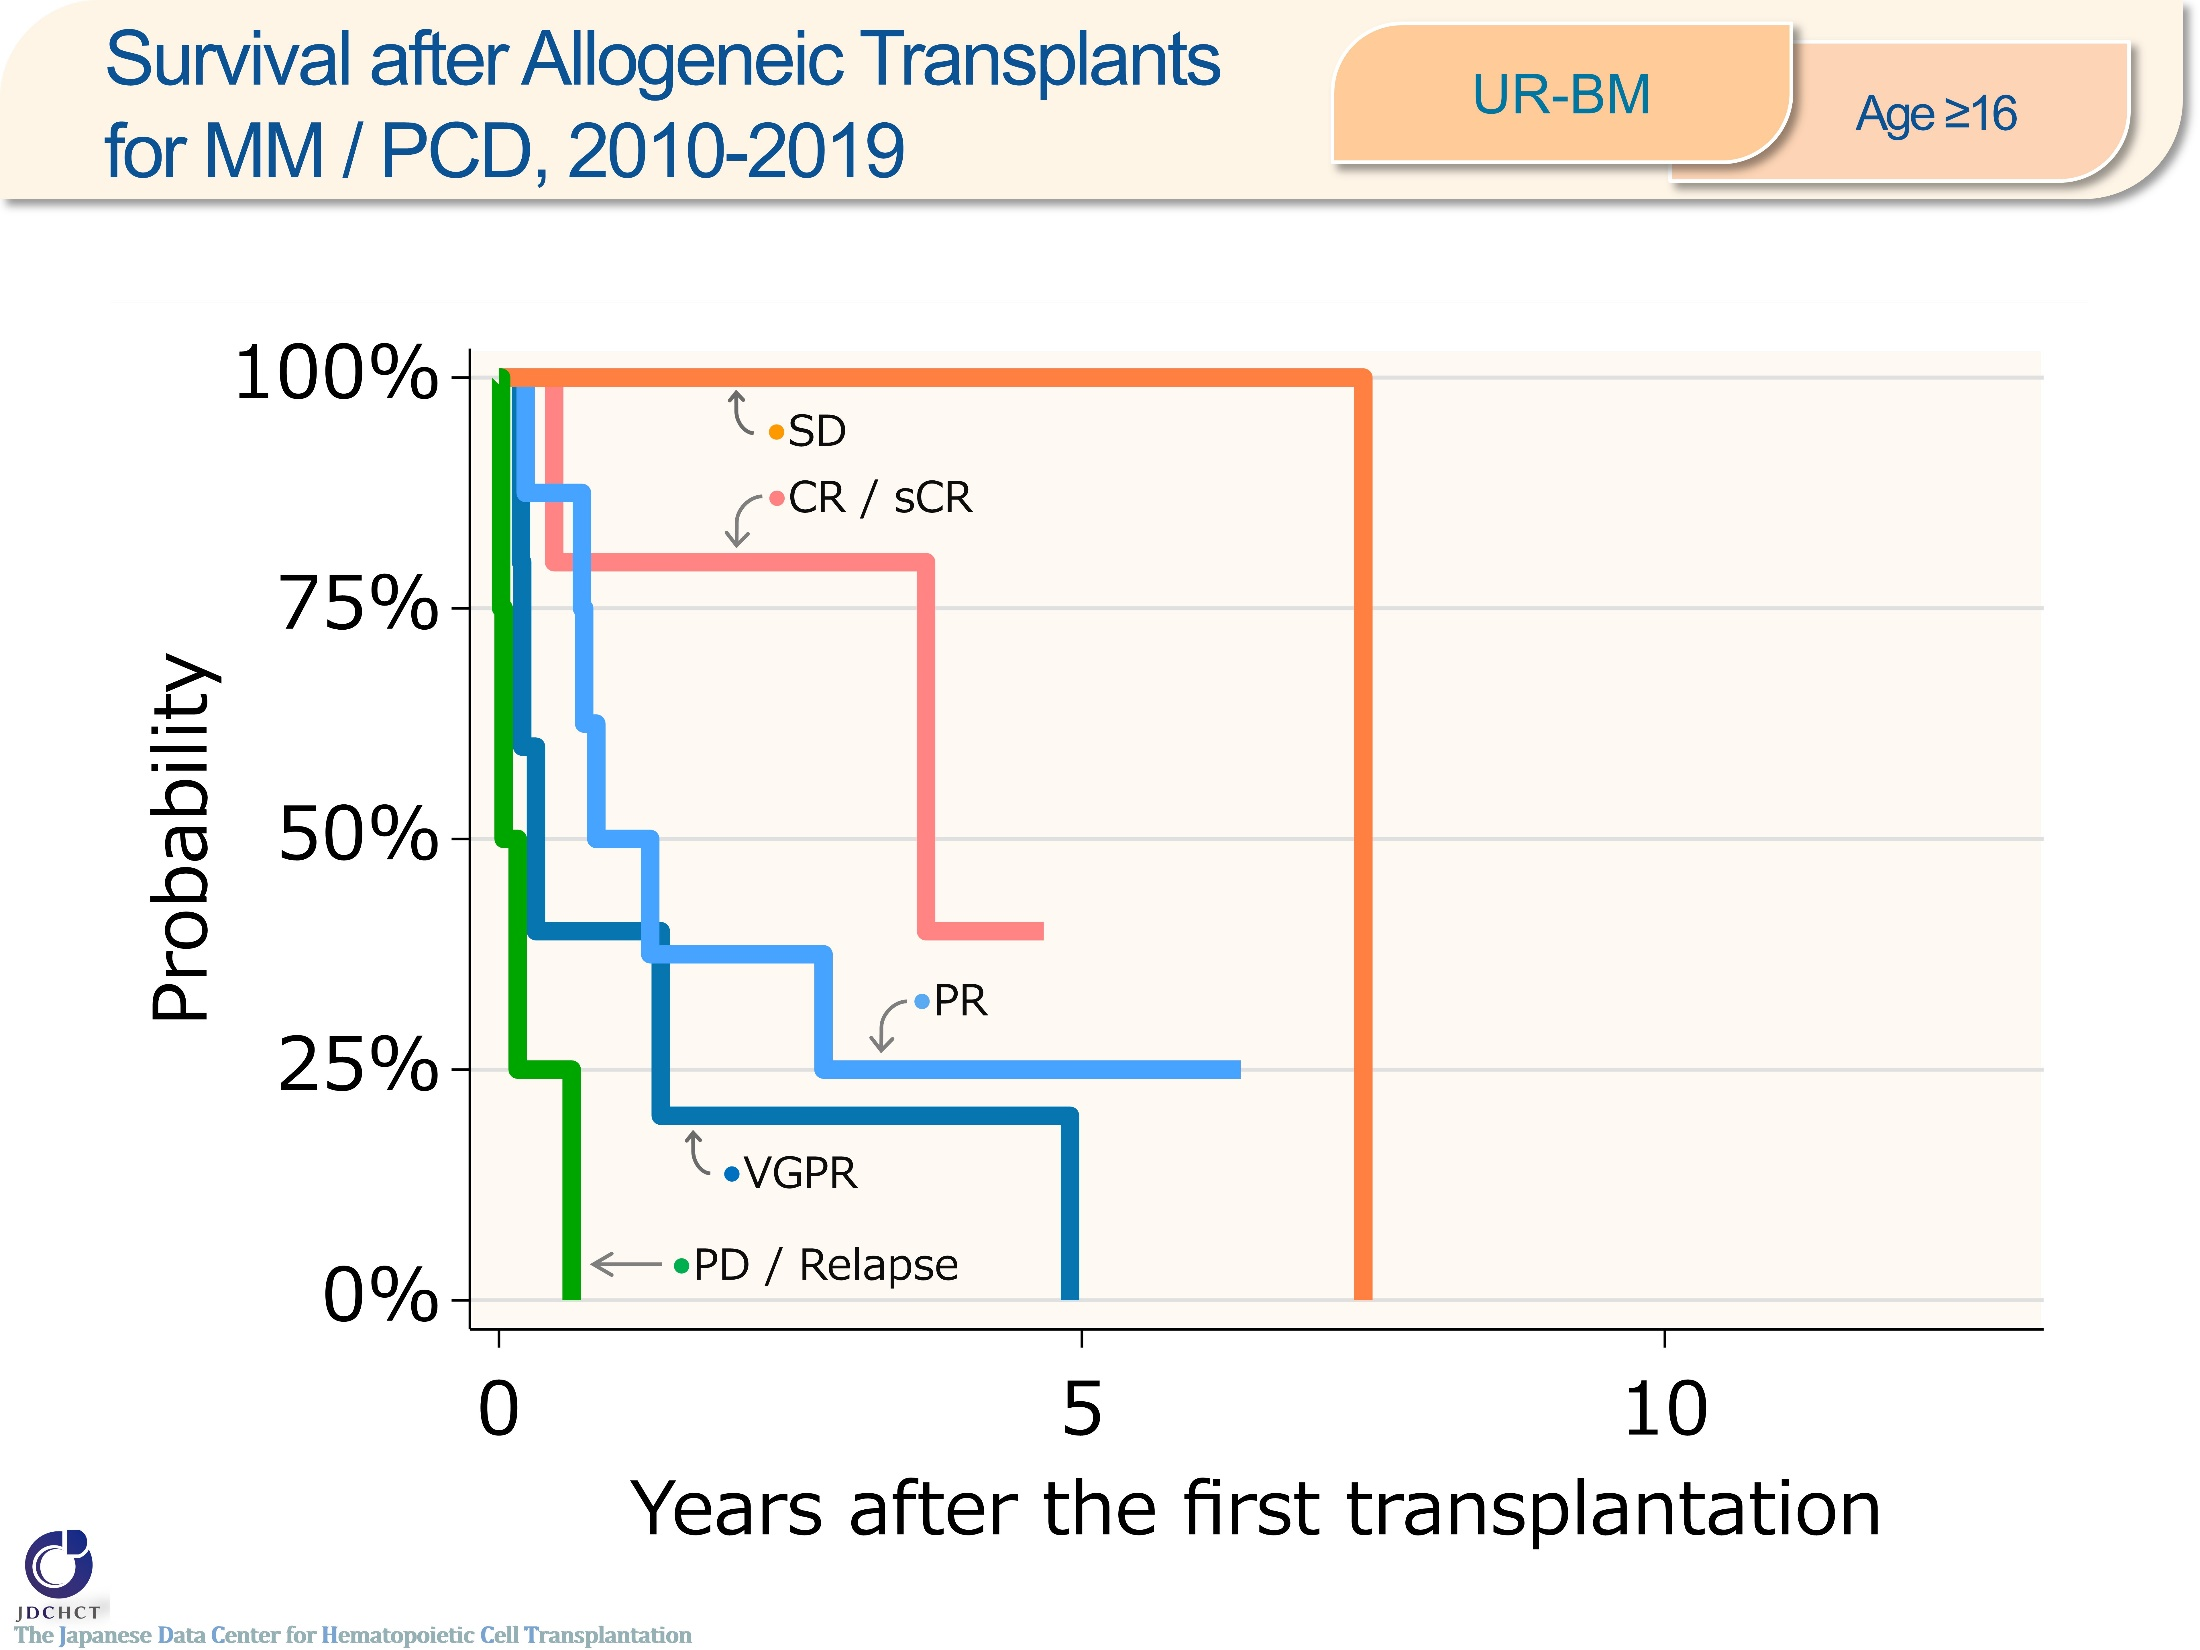 Survival after Allogeneic Transplants
for MM / PCD, 2010-2019
UR-BM
Age ≥16
100%
75%
50%
25%
0%
Probability
SD
CR / sCR
PR
VGPR
PD / Relapse
0
5
10
Years after the first transplantation
JDCHCT
The Japanese Data Center for Hematopoietic Cell Transplantation